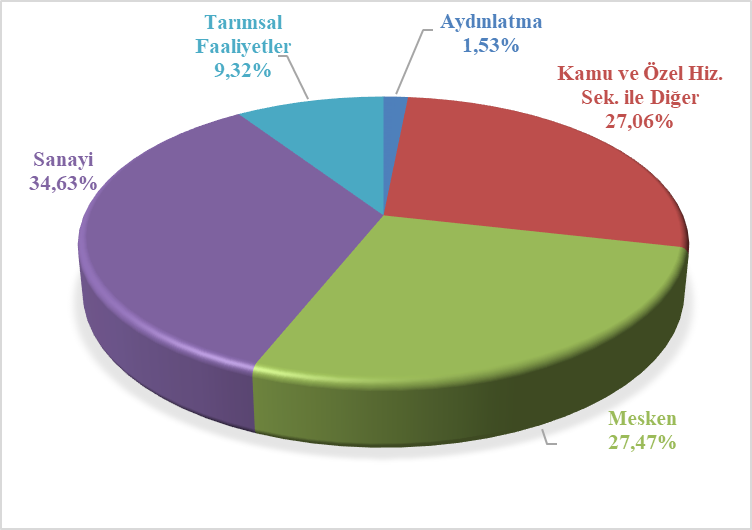 Tarımsal
Faaliyetler
9,32%
Aydınlatma
1,53%
Kamu ve Özel Hiz.
Sek. ile Diğer
27,06%
Sanayi
34,63%
Mesken
27,47%